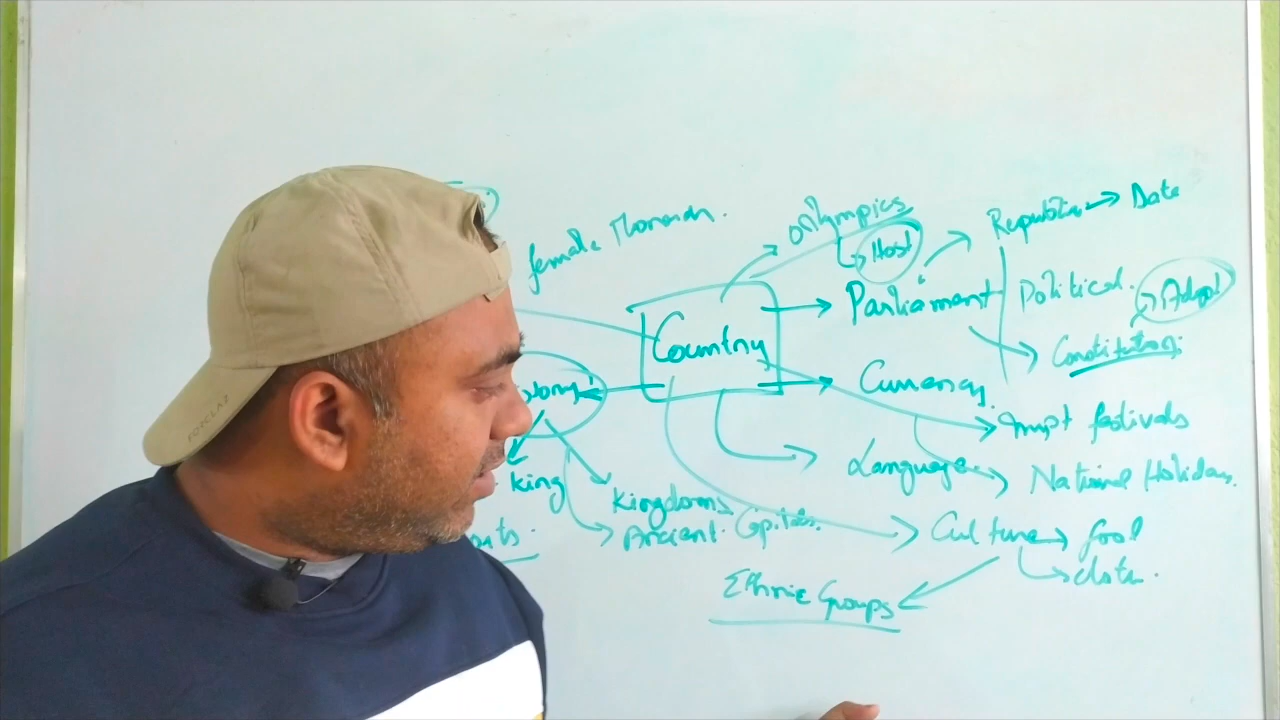 female Monarch.
Olympics
Host
Republic
Date
Country
Parliament
Political.
Adopt
Constitution
Currency
Impt festivals
Language
National Holidays
king
Kingdoms
Ancient Capitals.
Culture
food
cloth.
Ethnic Groups